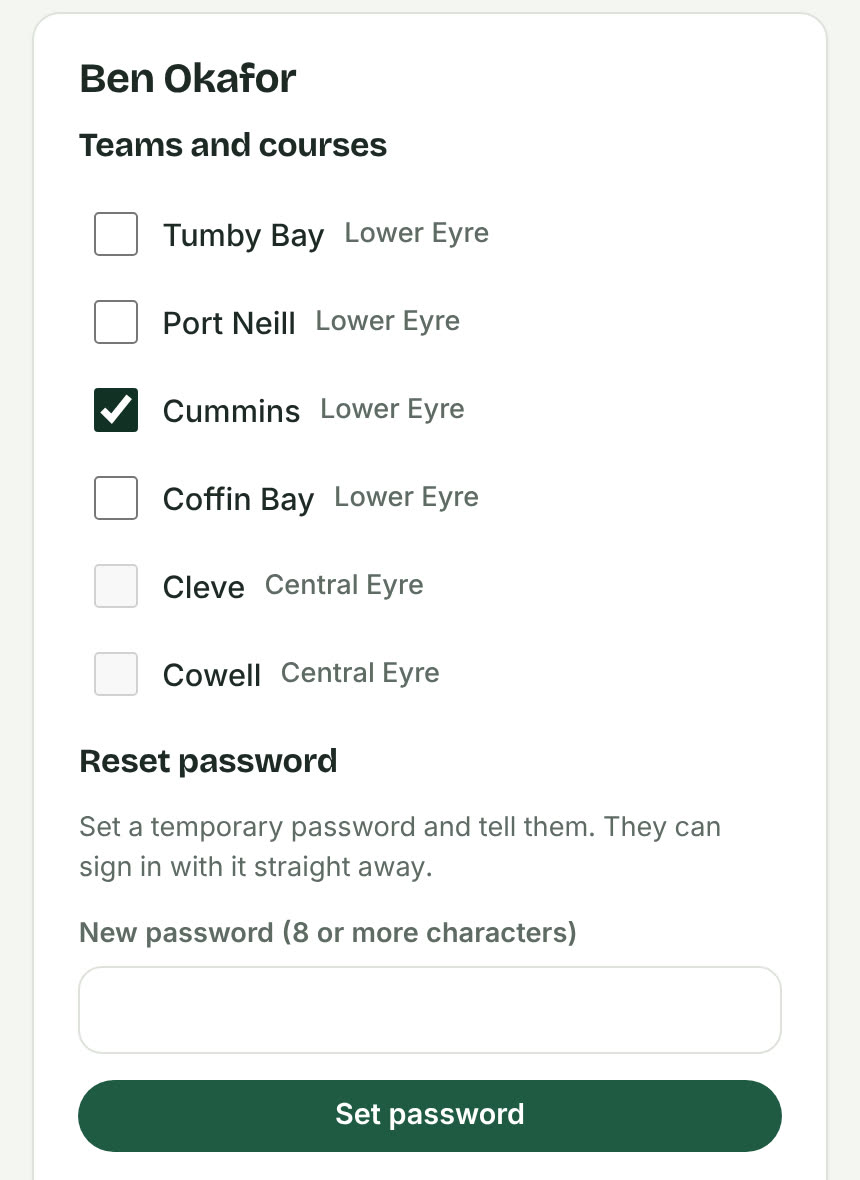 Ben Okafor
Teams and courses
Tumby Bay Lower Eyre
Port Neill Lower Eyre
Cummins Lower Eyre
Coffin Bay Lower Eyre
Cleve Central Eyre
Cowell Central Eyre
Reset password
Set a temporary password and tell them. They can
sign in with it straight away.
New password (8 or more characters)
Set password